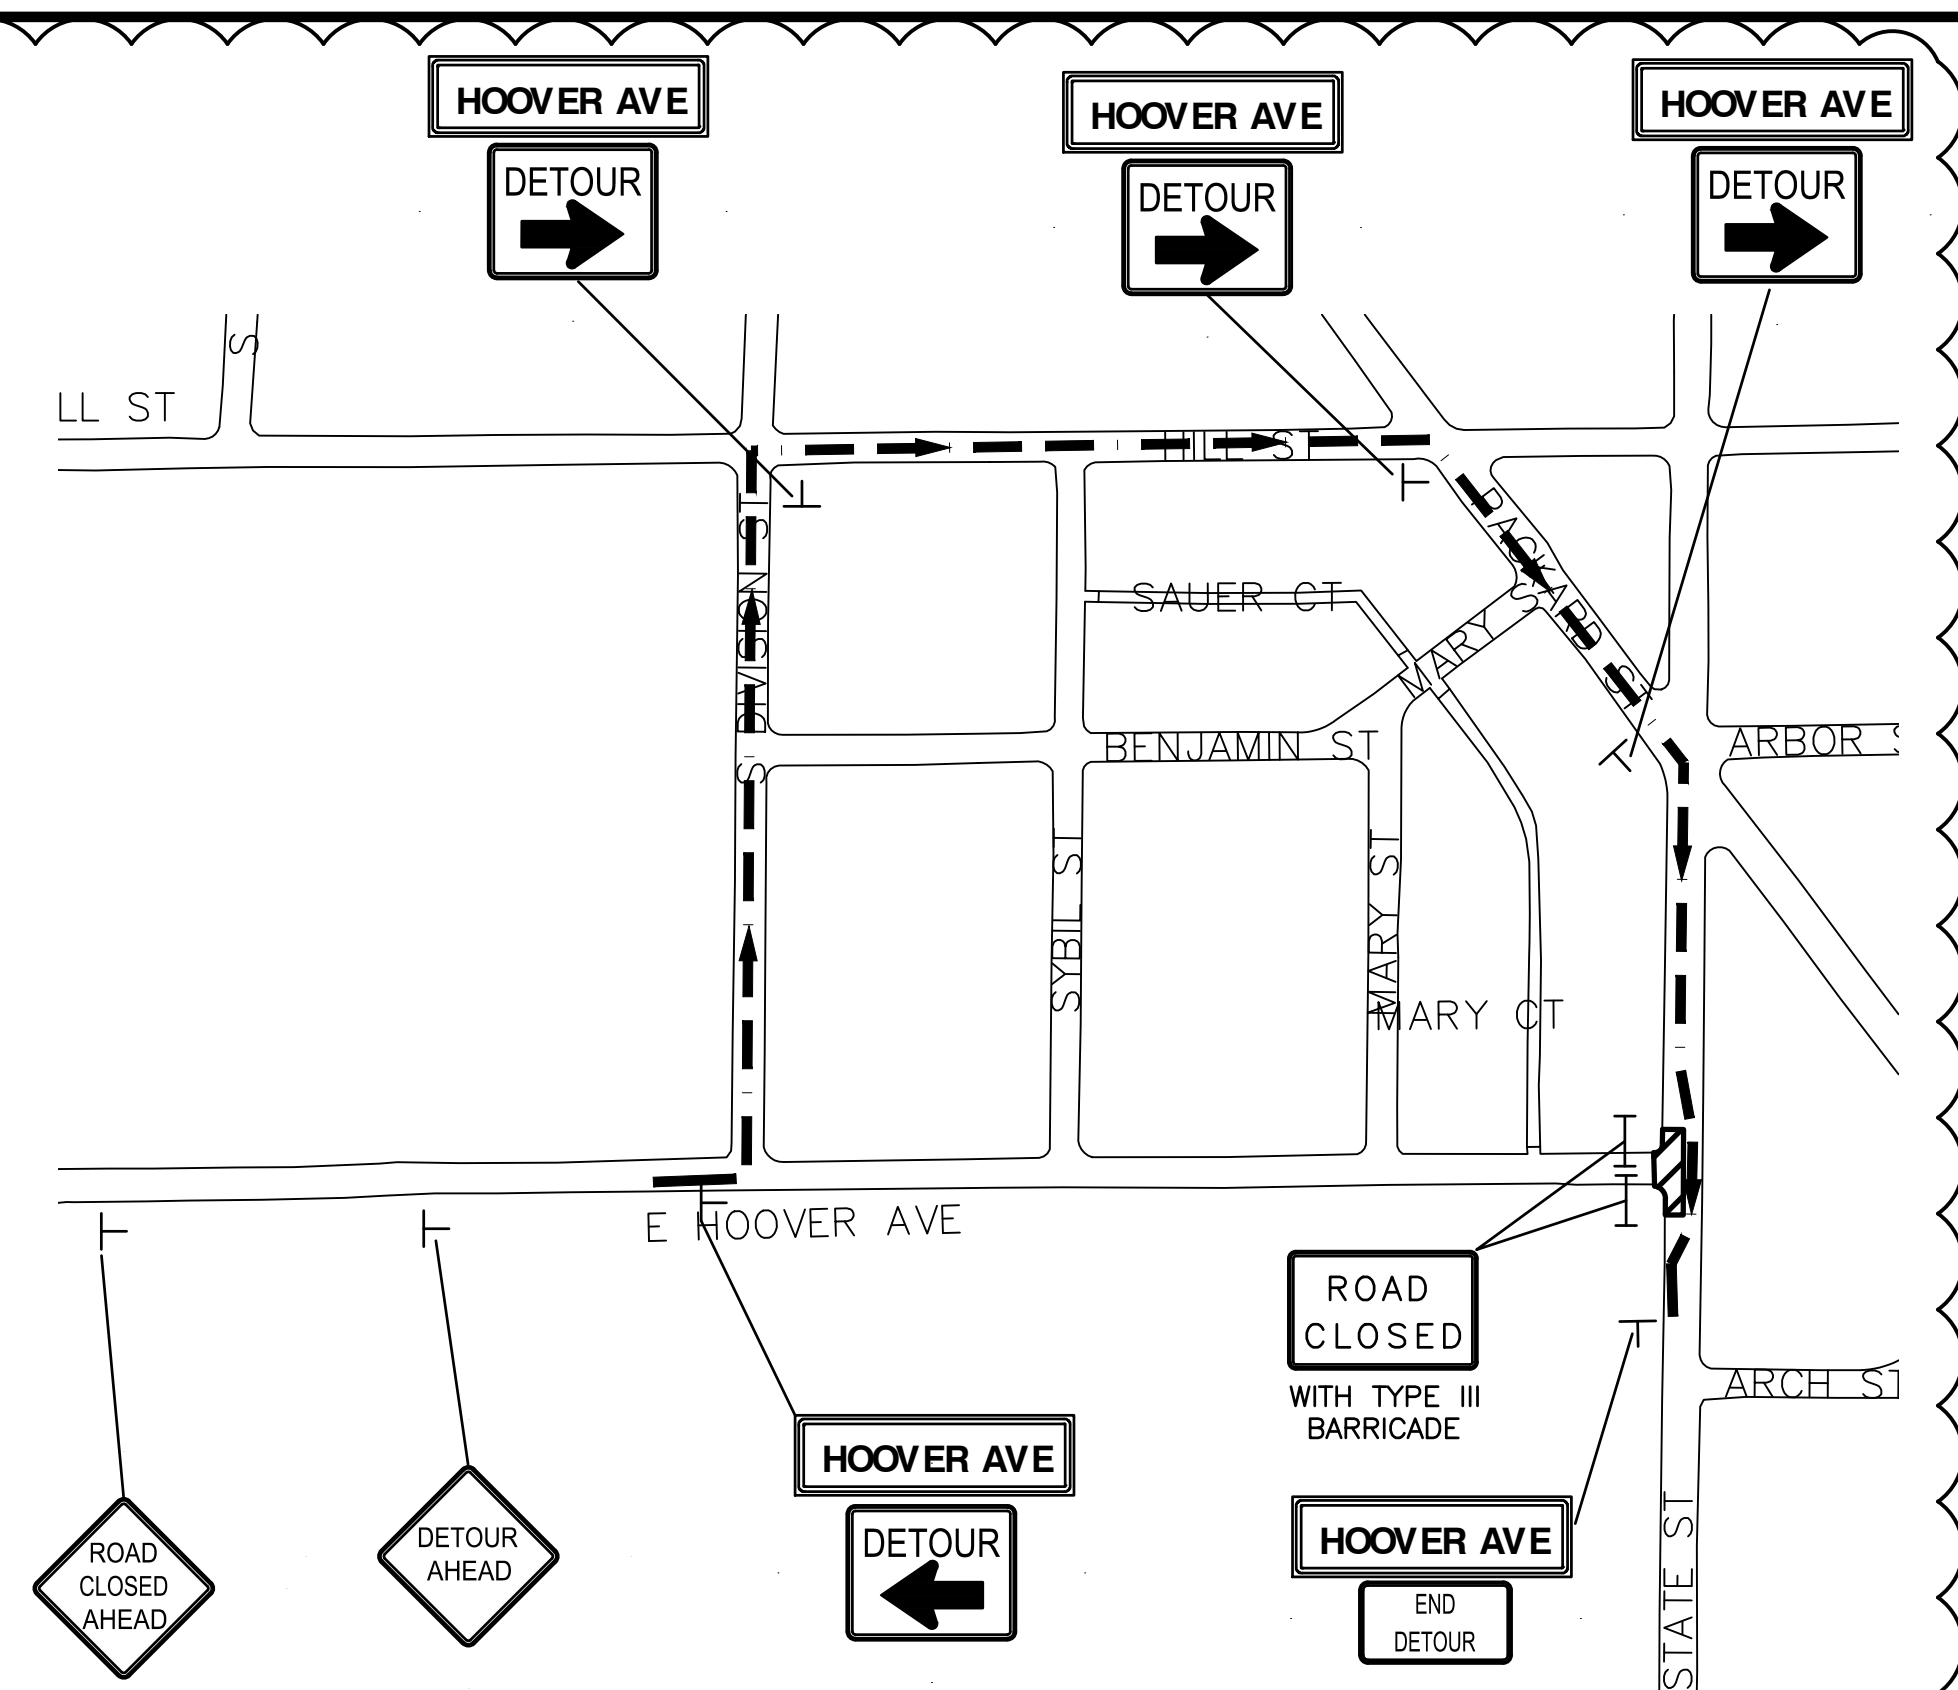 HOOVER AVE
DETOUR
HOOVER AVE
DETOUR
HOOVER AVE
DETOUR
S
LL ST
HILL ST
S DIVISION ST
PACKARD ST
SAUER CT
MARY S
BENJAMIN ST
ARBOR S
SYBIL ST
MARY ST
MARY CT
E HOOVER AVE
ROAD
CLOSED
WITH TYPE III
BARRICADE
ARCH ST
HOOVER AVE
DETOUR
HOOVER AVE
END
DETOUR
STATE ST
DETOUR
AHEAD
ROAD
CLOSED
AHEAD